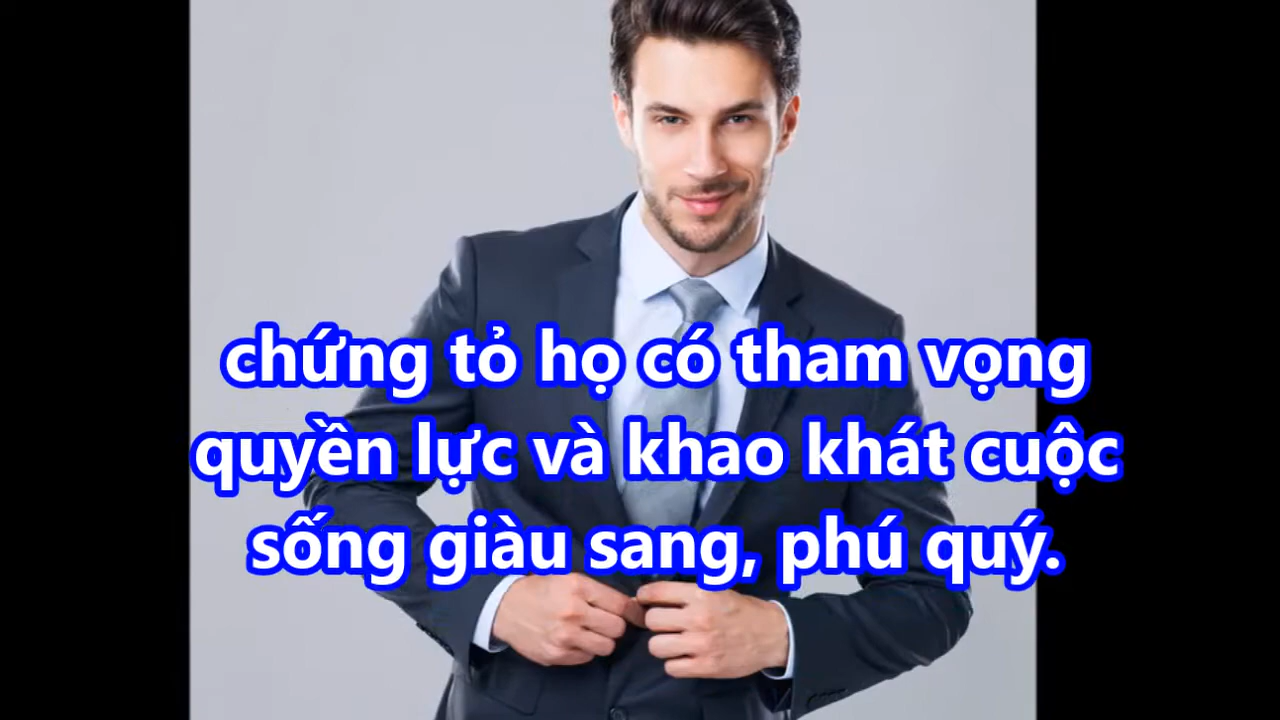 chứng tỏ họ có tham vọng
quyền lực và khao khát cuộc
sống giàu sang, phú quý.